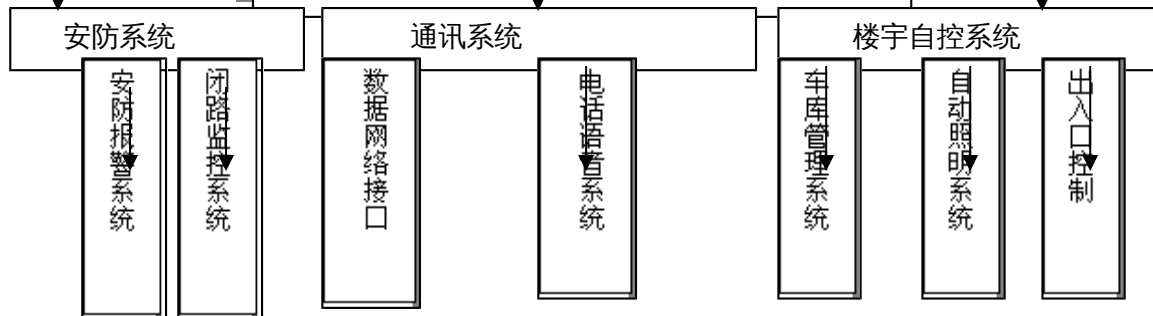 安防系统
通讯系统
楼宇自控系统
安防报警系统
闭路监控系统
数据网络接口
电话语音系统
车库管理系统
自动照明系统
出入口控制